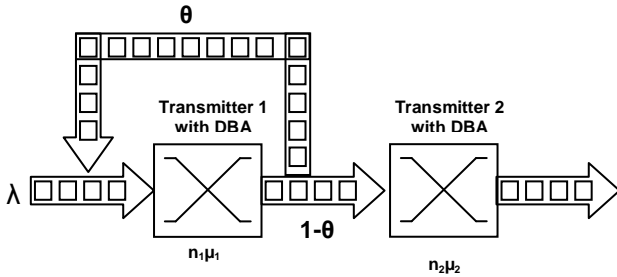 θ
Transmitter 1
with DBA
Transmitter 2
with DBA
λ
1-θ
n₁μ₁
n₂μ₂